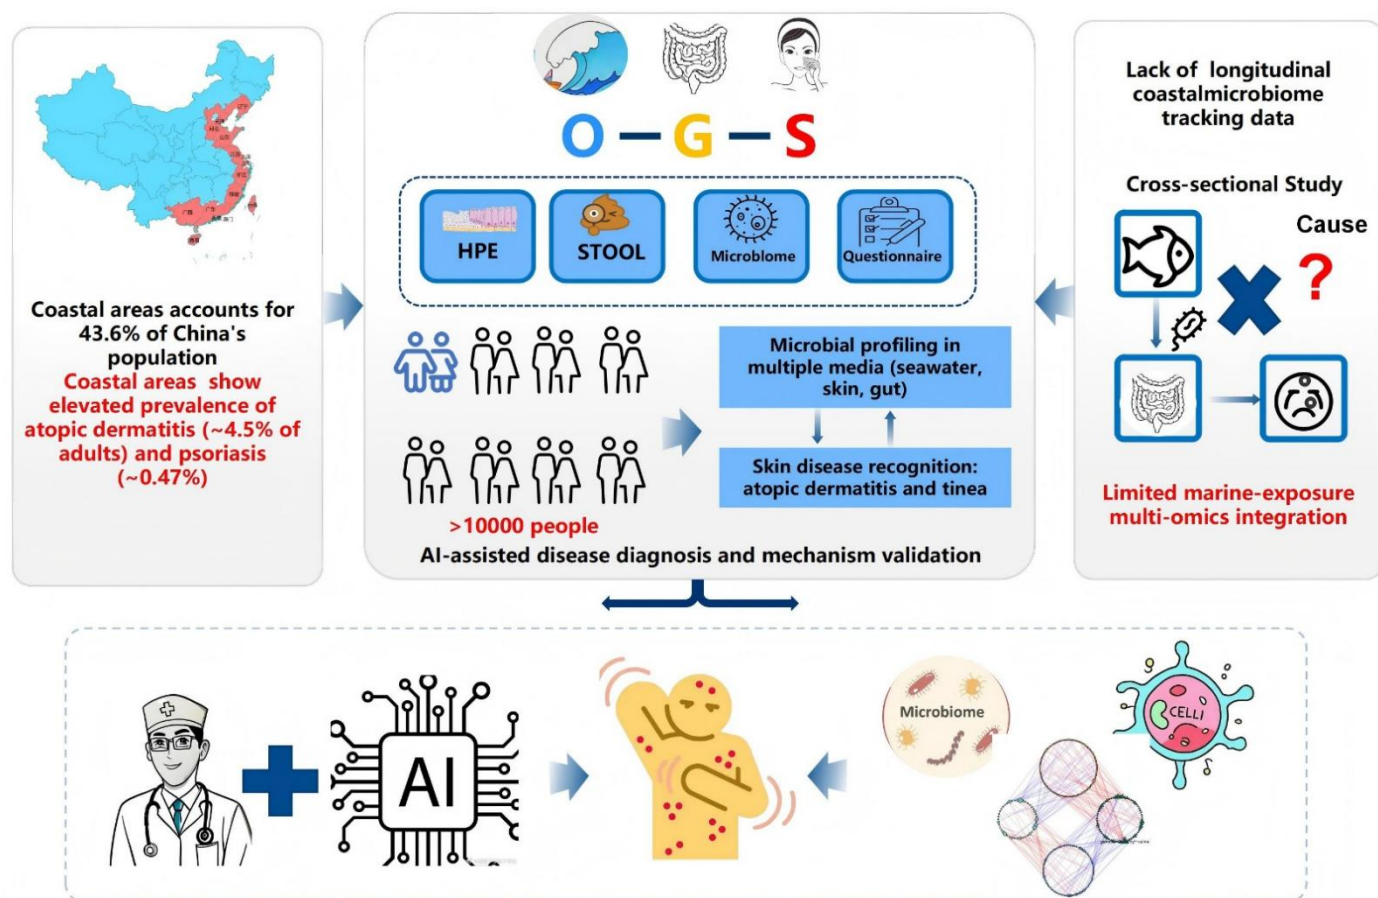 Coastal areas accounts for
43.6% of China's
population
Coastal areas show
elevated prevalence of
atopic dermatitis (~4.5% of
adults) and psoriasis
(~0.47%)
O — G — S
HPE
STOOL
Microblome
Questionnaire
>10000 people
Microbial profiling in
multiple media (seawater,
skin, gut)
Skin disease recognition:
atopic dermatitis and tinea
AI-assisted disease diagnosis and mechanism validation
Lack of longitudinal
coastalmicrobiome
tracking data
Cross-sectional Study
Cause
?
Limited marine-exposure
multi-omics integration
AI
Microbiome
CELLI